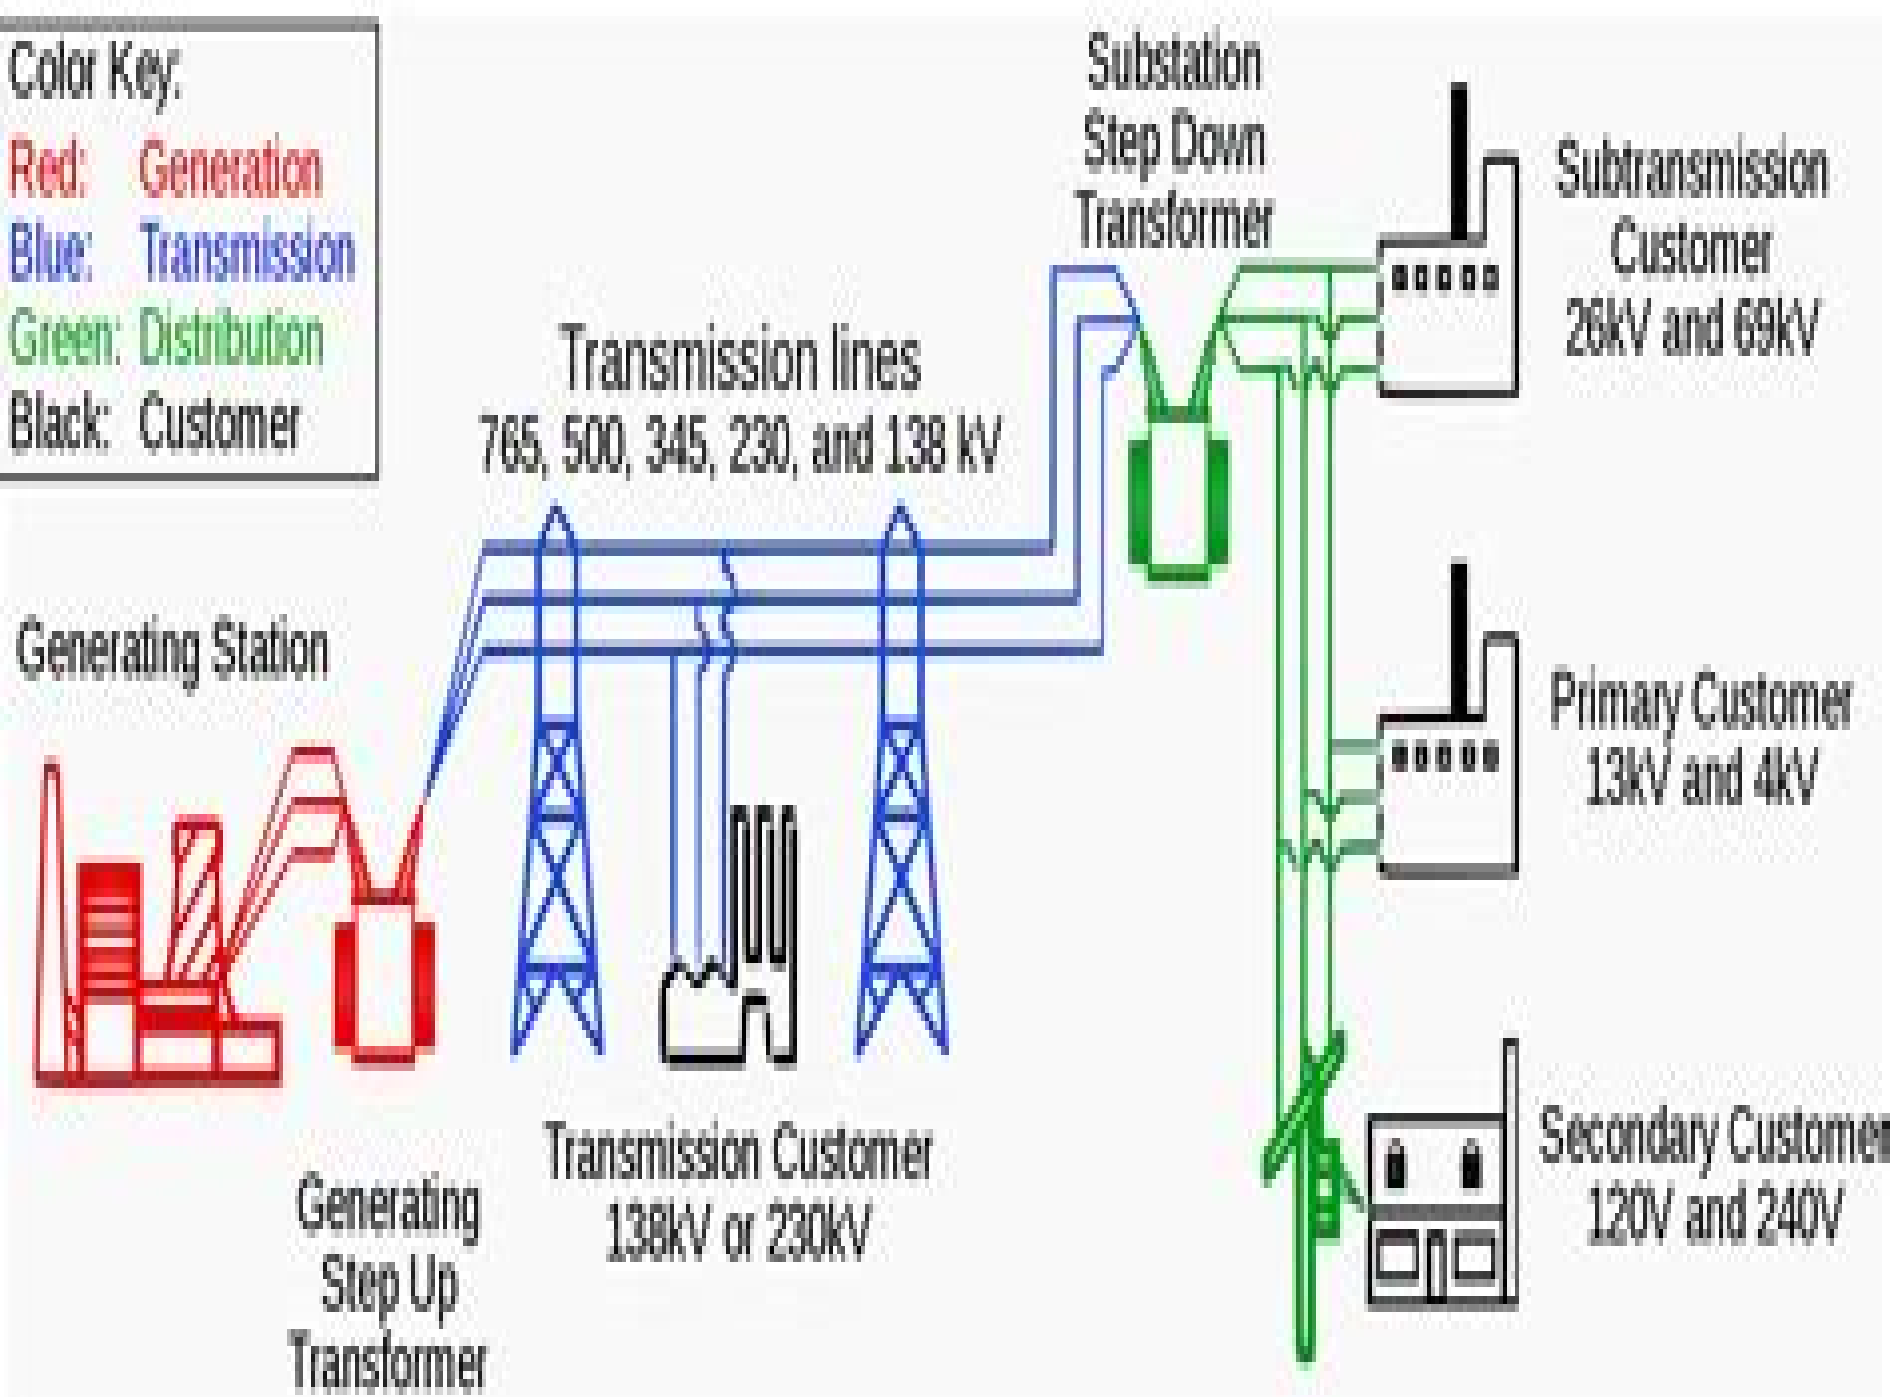 Color Key:
Red: Generation
Blue: Transmission
Green: Distribution
Black: Customer
Substation
Step Down
Transformer
Subtransmission
Customer
26kV and 69kV
Transmission lines
765, 500, 345, 230, and 138 kV
Generating Station
Primary Customer
13kV and 4kV
Transmission Customer
138kV or 230kV
Secondary Customer
120V and 240V
Generating
Step Up
Transformer